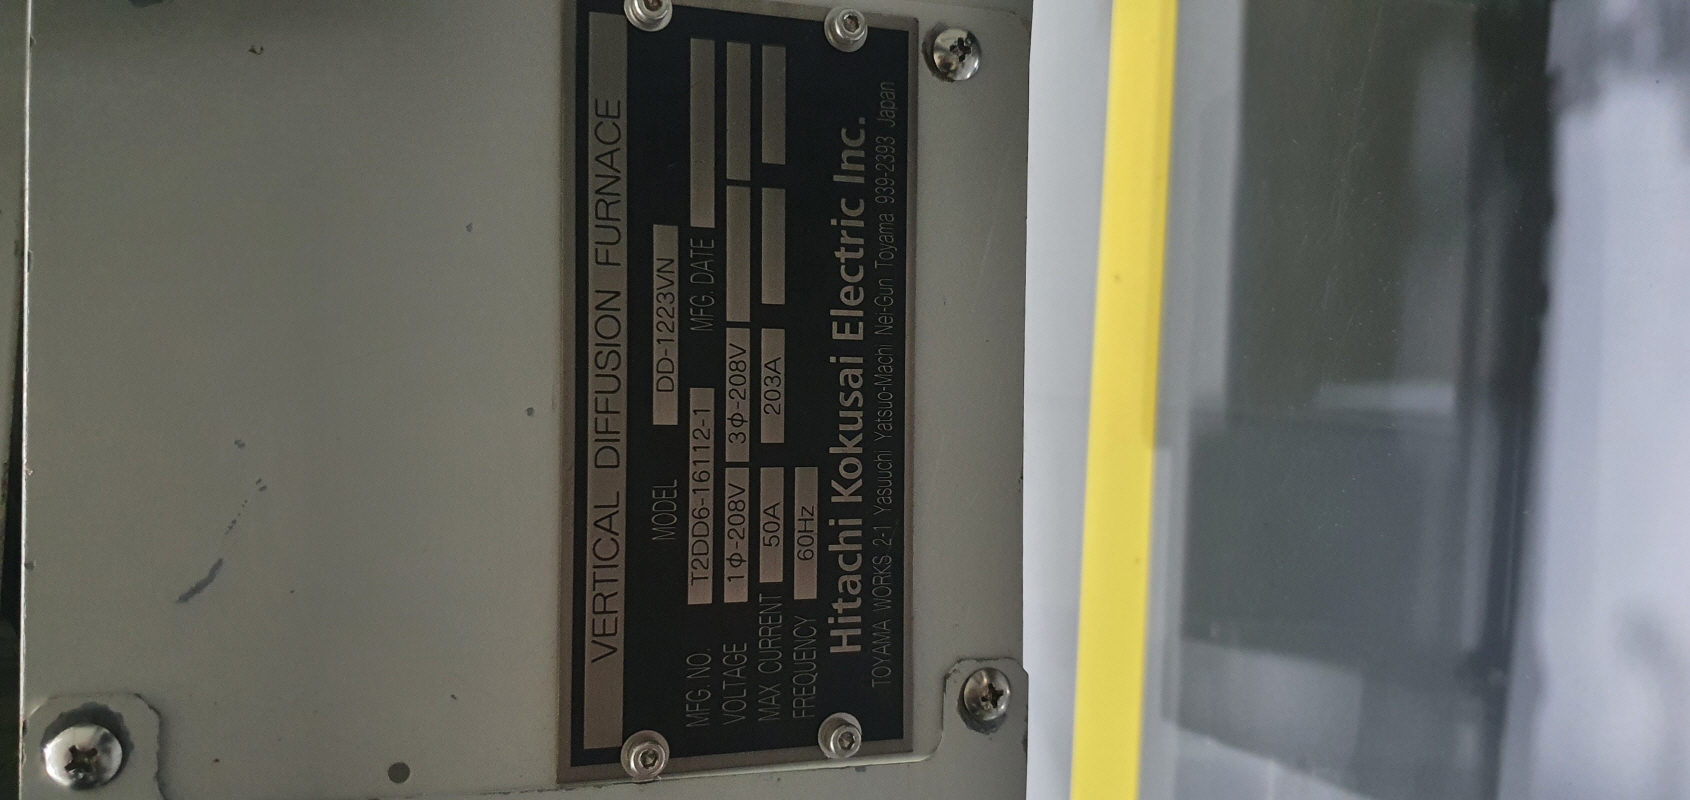 VERTICAL DIFFUSION FURNACE
MODEL DD-1223VN
MFG. NO. T2DD6-16112-1 MFG. DATE
VOLTAGE 1Φ-208V 3Φ-208V
MAX CURRENT 50A 203A
FREQUENCY 60Hz
Hitachi Kokusai Electric Inc.
TOYAMA WORKS 2-1 Yasuuchi Yatsuo-Machi Nei-Gun Toyama 939-2393 Japan